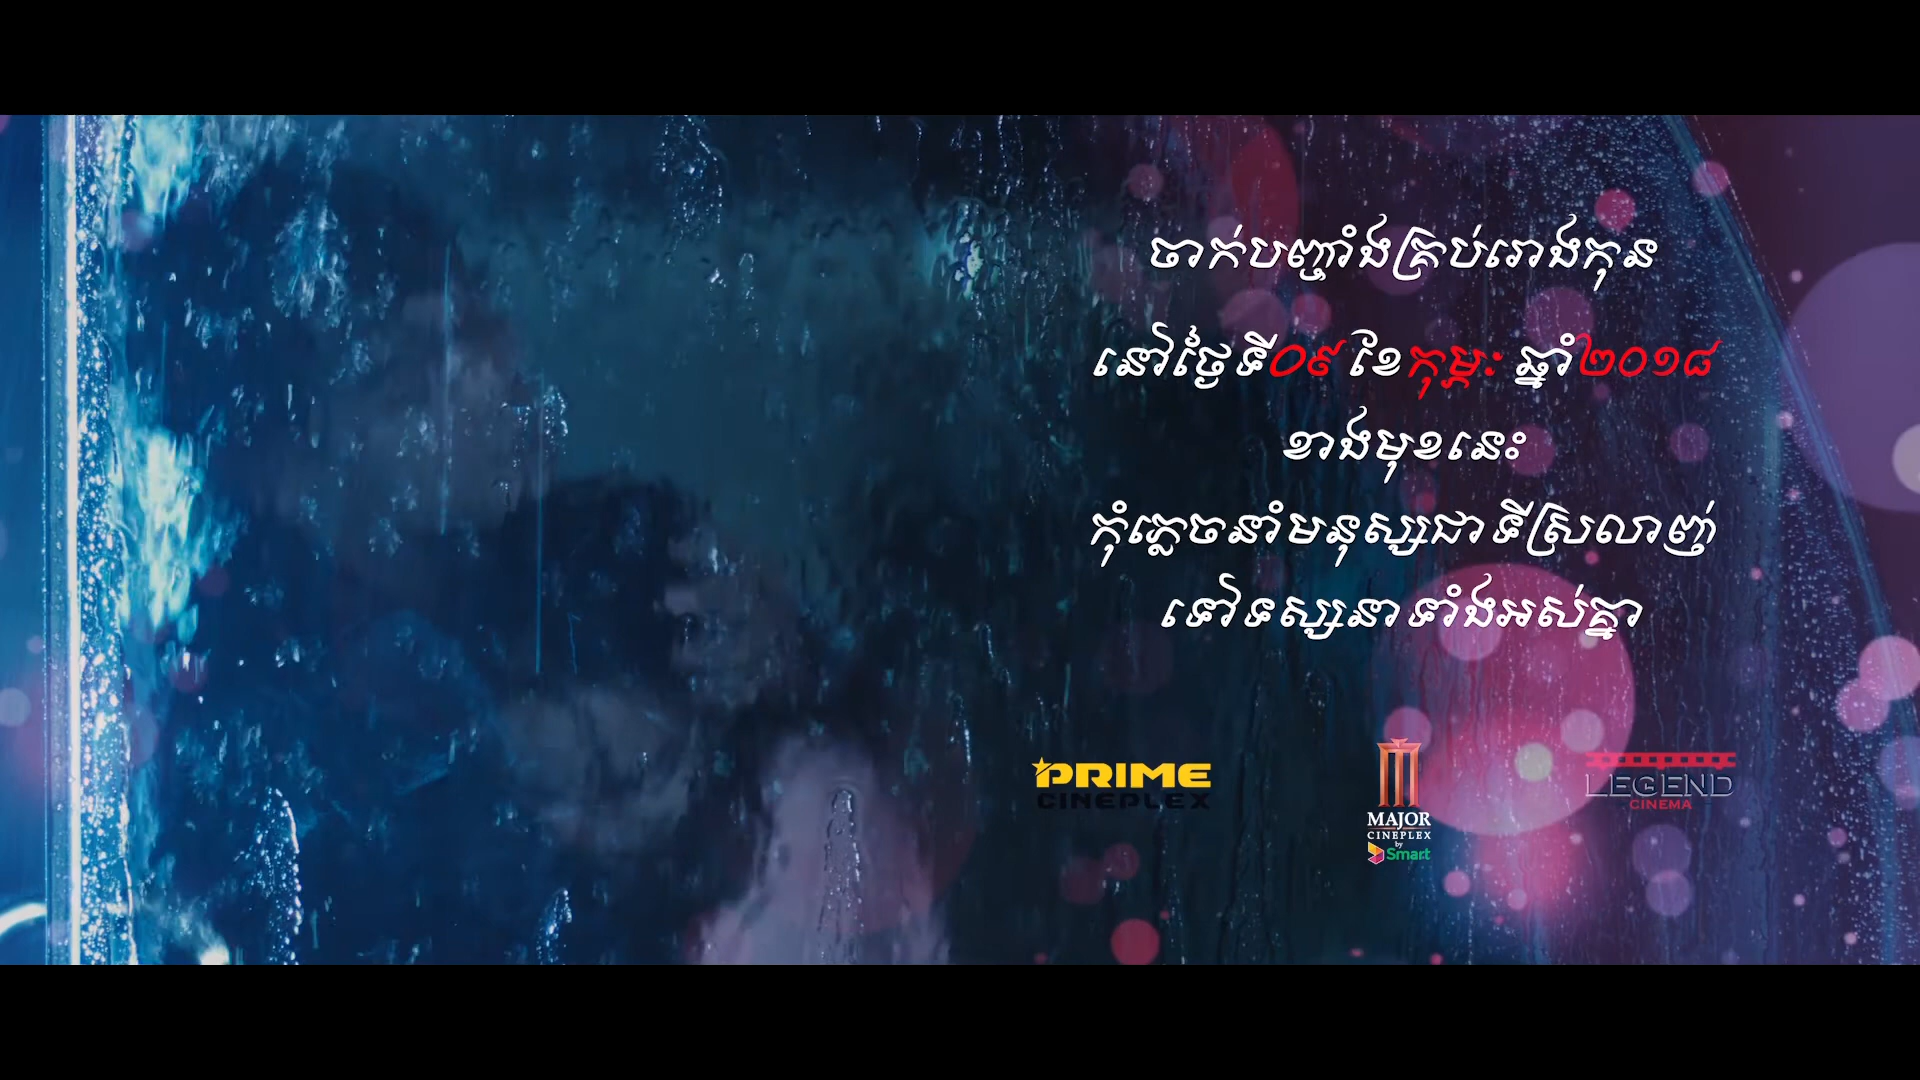 ចាក់បញ្ចាំងគ្រប់រោងកុន
នៅថ្ងៃទី០៩ ខែកុម្ភៈ ឆ្នាំ២០១៨
ខាងមុខនេះ
កុំភ្លេចនាំមនុស្សជាទីស្រលាញ់
ទៅទស្សនាទាំងអស់គ្នា
PRIME
CINEPLEX
MAJOR
CINEPLEX
by
Smart
LEGEND
CINEMA